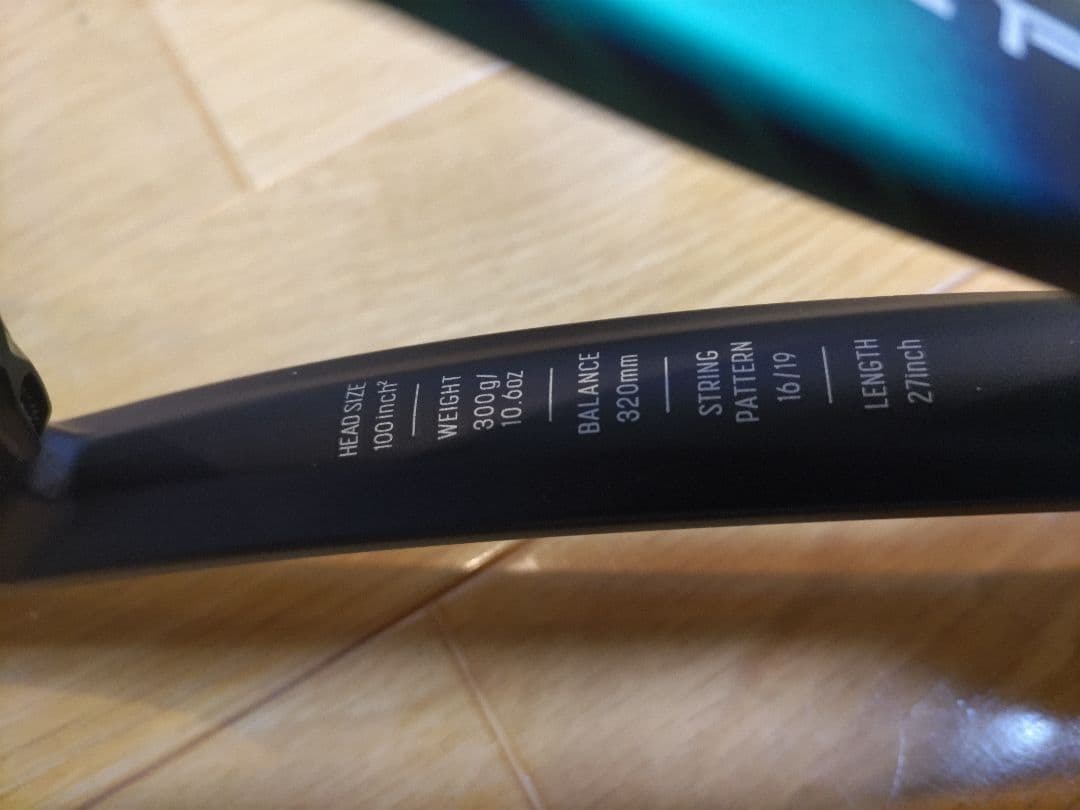 HEAD SIZE
100inch²
WEIGHT
300g/
10.6oz
BALANCE
320mm
STRING
PATTERN
16/19
LENGTH
27inch